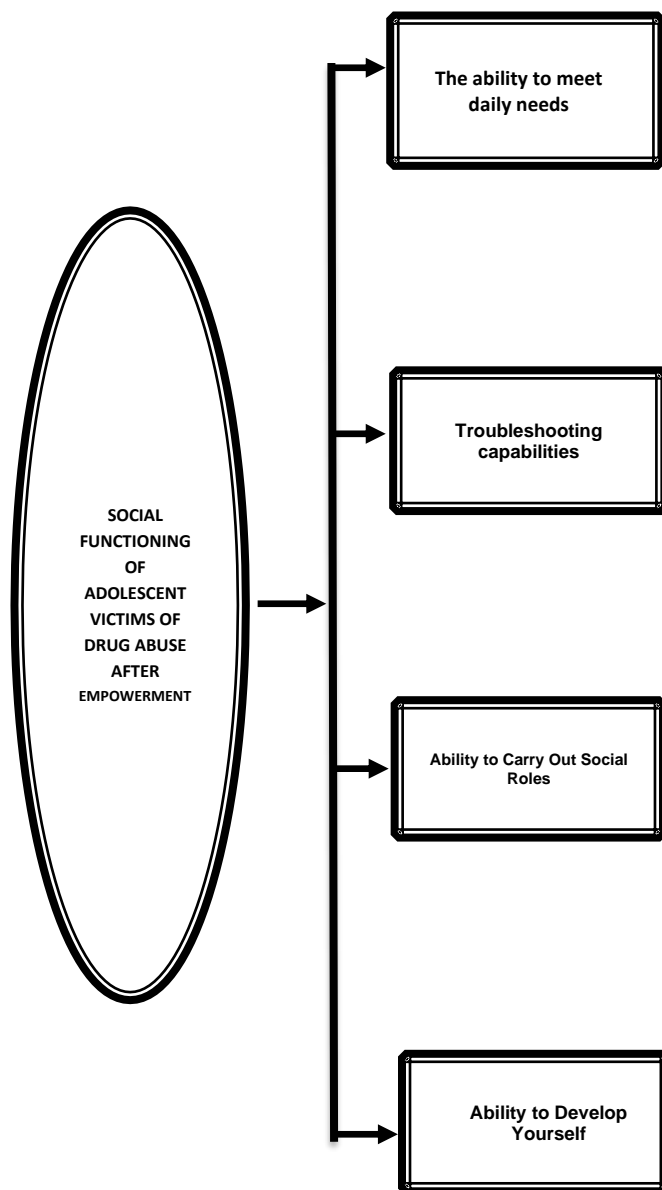 The ability to meet
daily needs
Troubleshooting
capabilities
SOCIAL
FUNCTIONING
OF
ADOLESCENT
VICTIMS OF
DRUG ABUSE
AFTER
EMPOWERMENT
Ability to Carry Out Social
Roles
Ability to Develop
Yourself